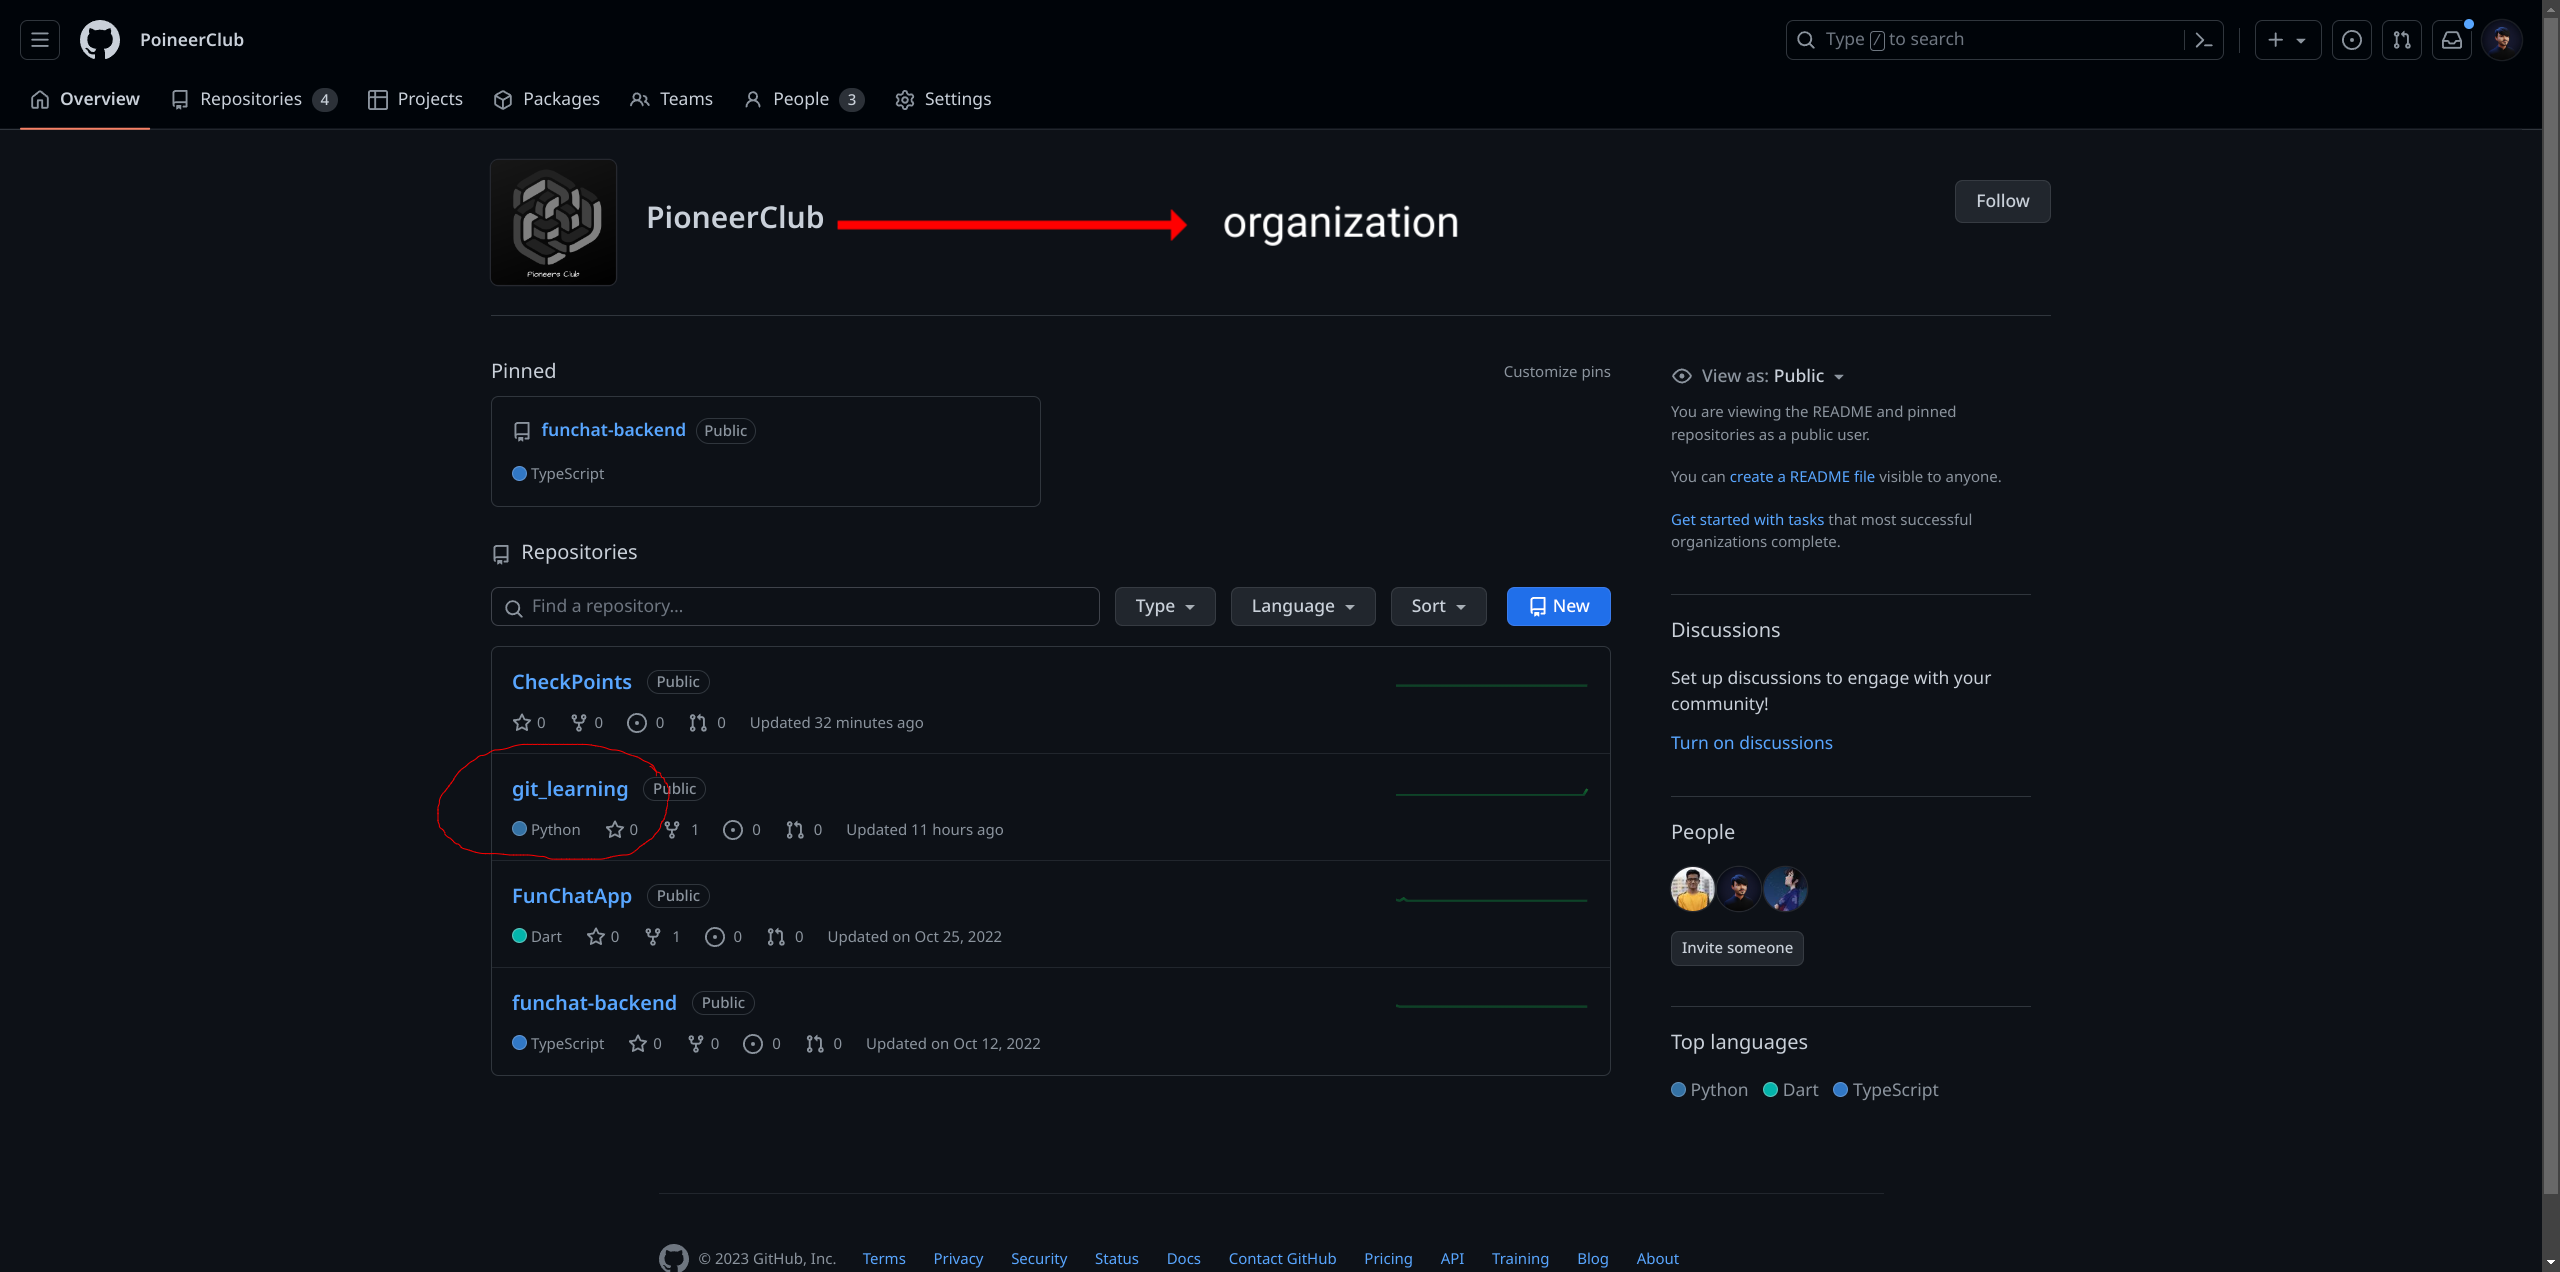 PoineerClub
Type / to search
Overview Repositories 4 Projects Packages Teams People 3 Settings
Pioneers Club
PioneerClub organization
Follow
Pinned
Customize pins
funchat-backend Public
TypeScript
View as: Public
You are viewing the README and pinned
repositories as a public user.
You can create a README file visible to anyone.
Get started with tasks that most successful
organizations complete.
Repositories
Find a repository...
Type Language Sort New
CheckPoints Public
0 0 0 0 Updated 32 minutes ago
git_learning Public
Python 0 1 0 0 Updated 11 hours ago
FunChatApp Public
Dart 0 1 0 0 Updated on Oct 25, 2022
funchat-backend Public
TypeScript 0 0 0 0 Updated on Oct 12, 2022
Discussions
Set up discussions to engage with your
community!
Turn on discussions
People
Invite someone
Top languages
Python Dart TypeScript
© 2023 GitHub, Inc. Terms Privacy Security Status Docs Contact GitHub Pricing API Training Blog About